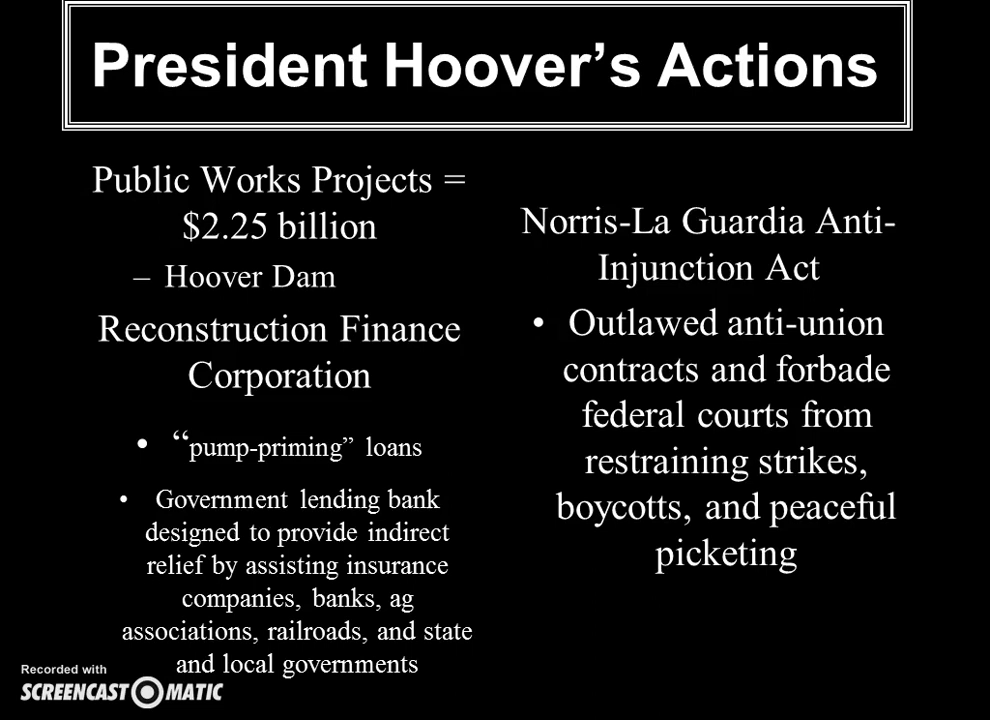 President Hoover's Actions
Public Works Projects =
$2.25 billion
– Hoover Dam
Reconstruction Finance
Corporation
• “pump-priming” loans
• Government lending bank
designed to provide indirect
relief by assisting insurance
companies, banks, ag
associations, railroads, and state
and local governments
Norris-La Guardia Anti-
Injunction Act
• Outlawed anti-union
contracts and forbade
federal courts from
restraining strikes,
boycotts, and peaceful
picketing
Recorded with
SCREENCAST-O-MATIC